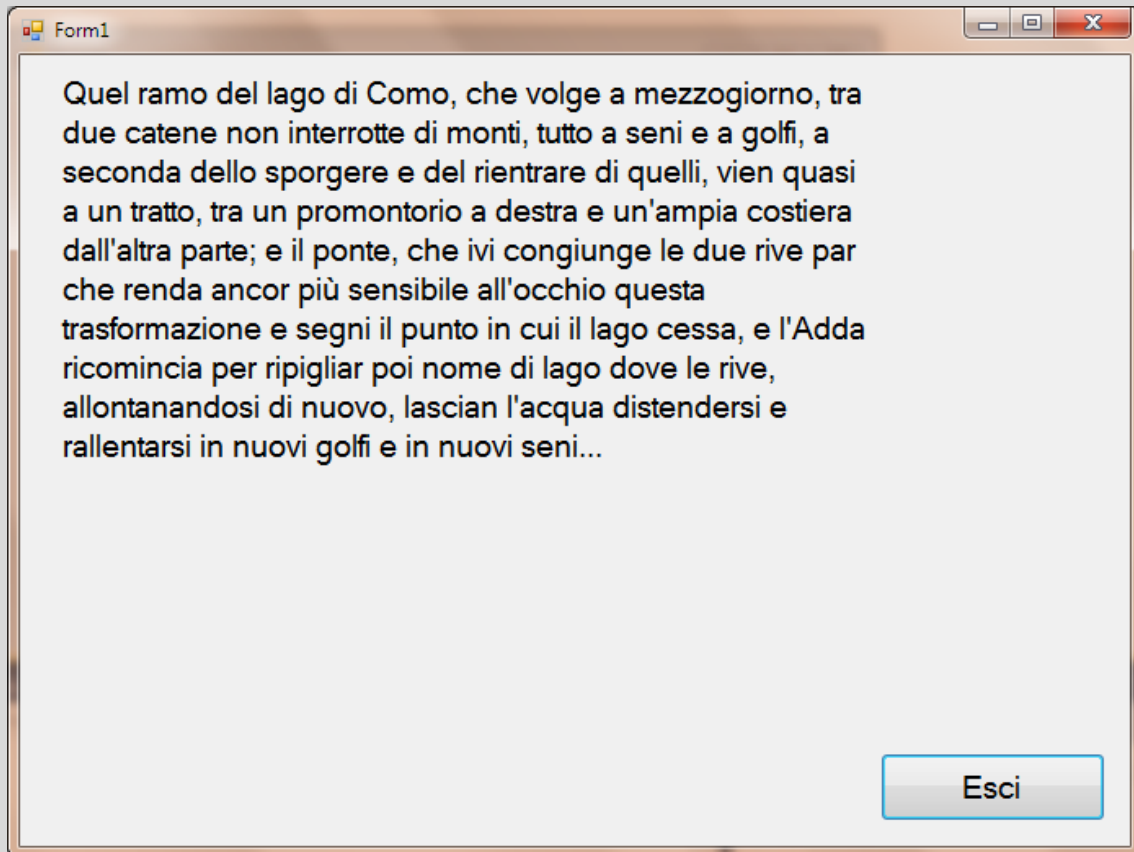 Form1
Quel ramo del lago di Como, che volge a mezzogiorno, tra
due catene non interrotte di monti, tutto a seni e a golfi, a
seconda dello sporgere e del rientrare di quelli, vien quasi
a un tratto, tra un promontorio a destra e un'ampia costiera
dall'altra parte; e il ponte, che ivi congiunge le due rive par
che renda ancor più sensibile all'occhio questa
trasformazione e segni il punto in cui il lago cessa, e l'Adda
ricomincia per ripigliar poi nome di lago dove le rive,
allontanandosi di nuovo, lascian l'acqua distendersi e
rallentarsi in nuovi golfi e in nuovi seni...
Esci